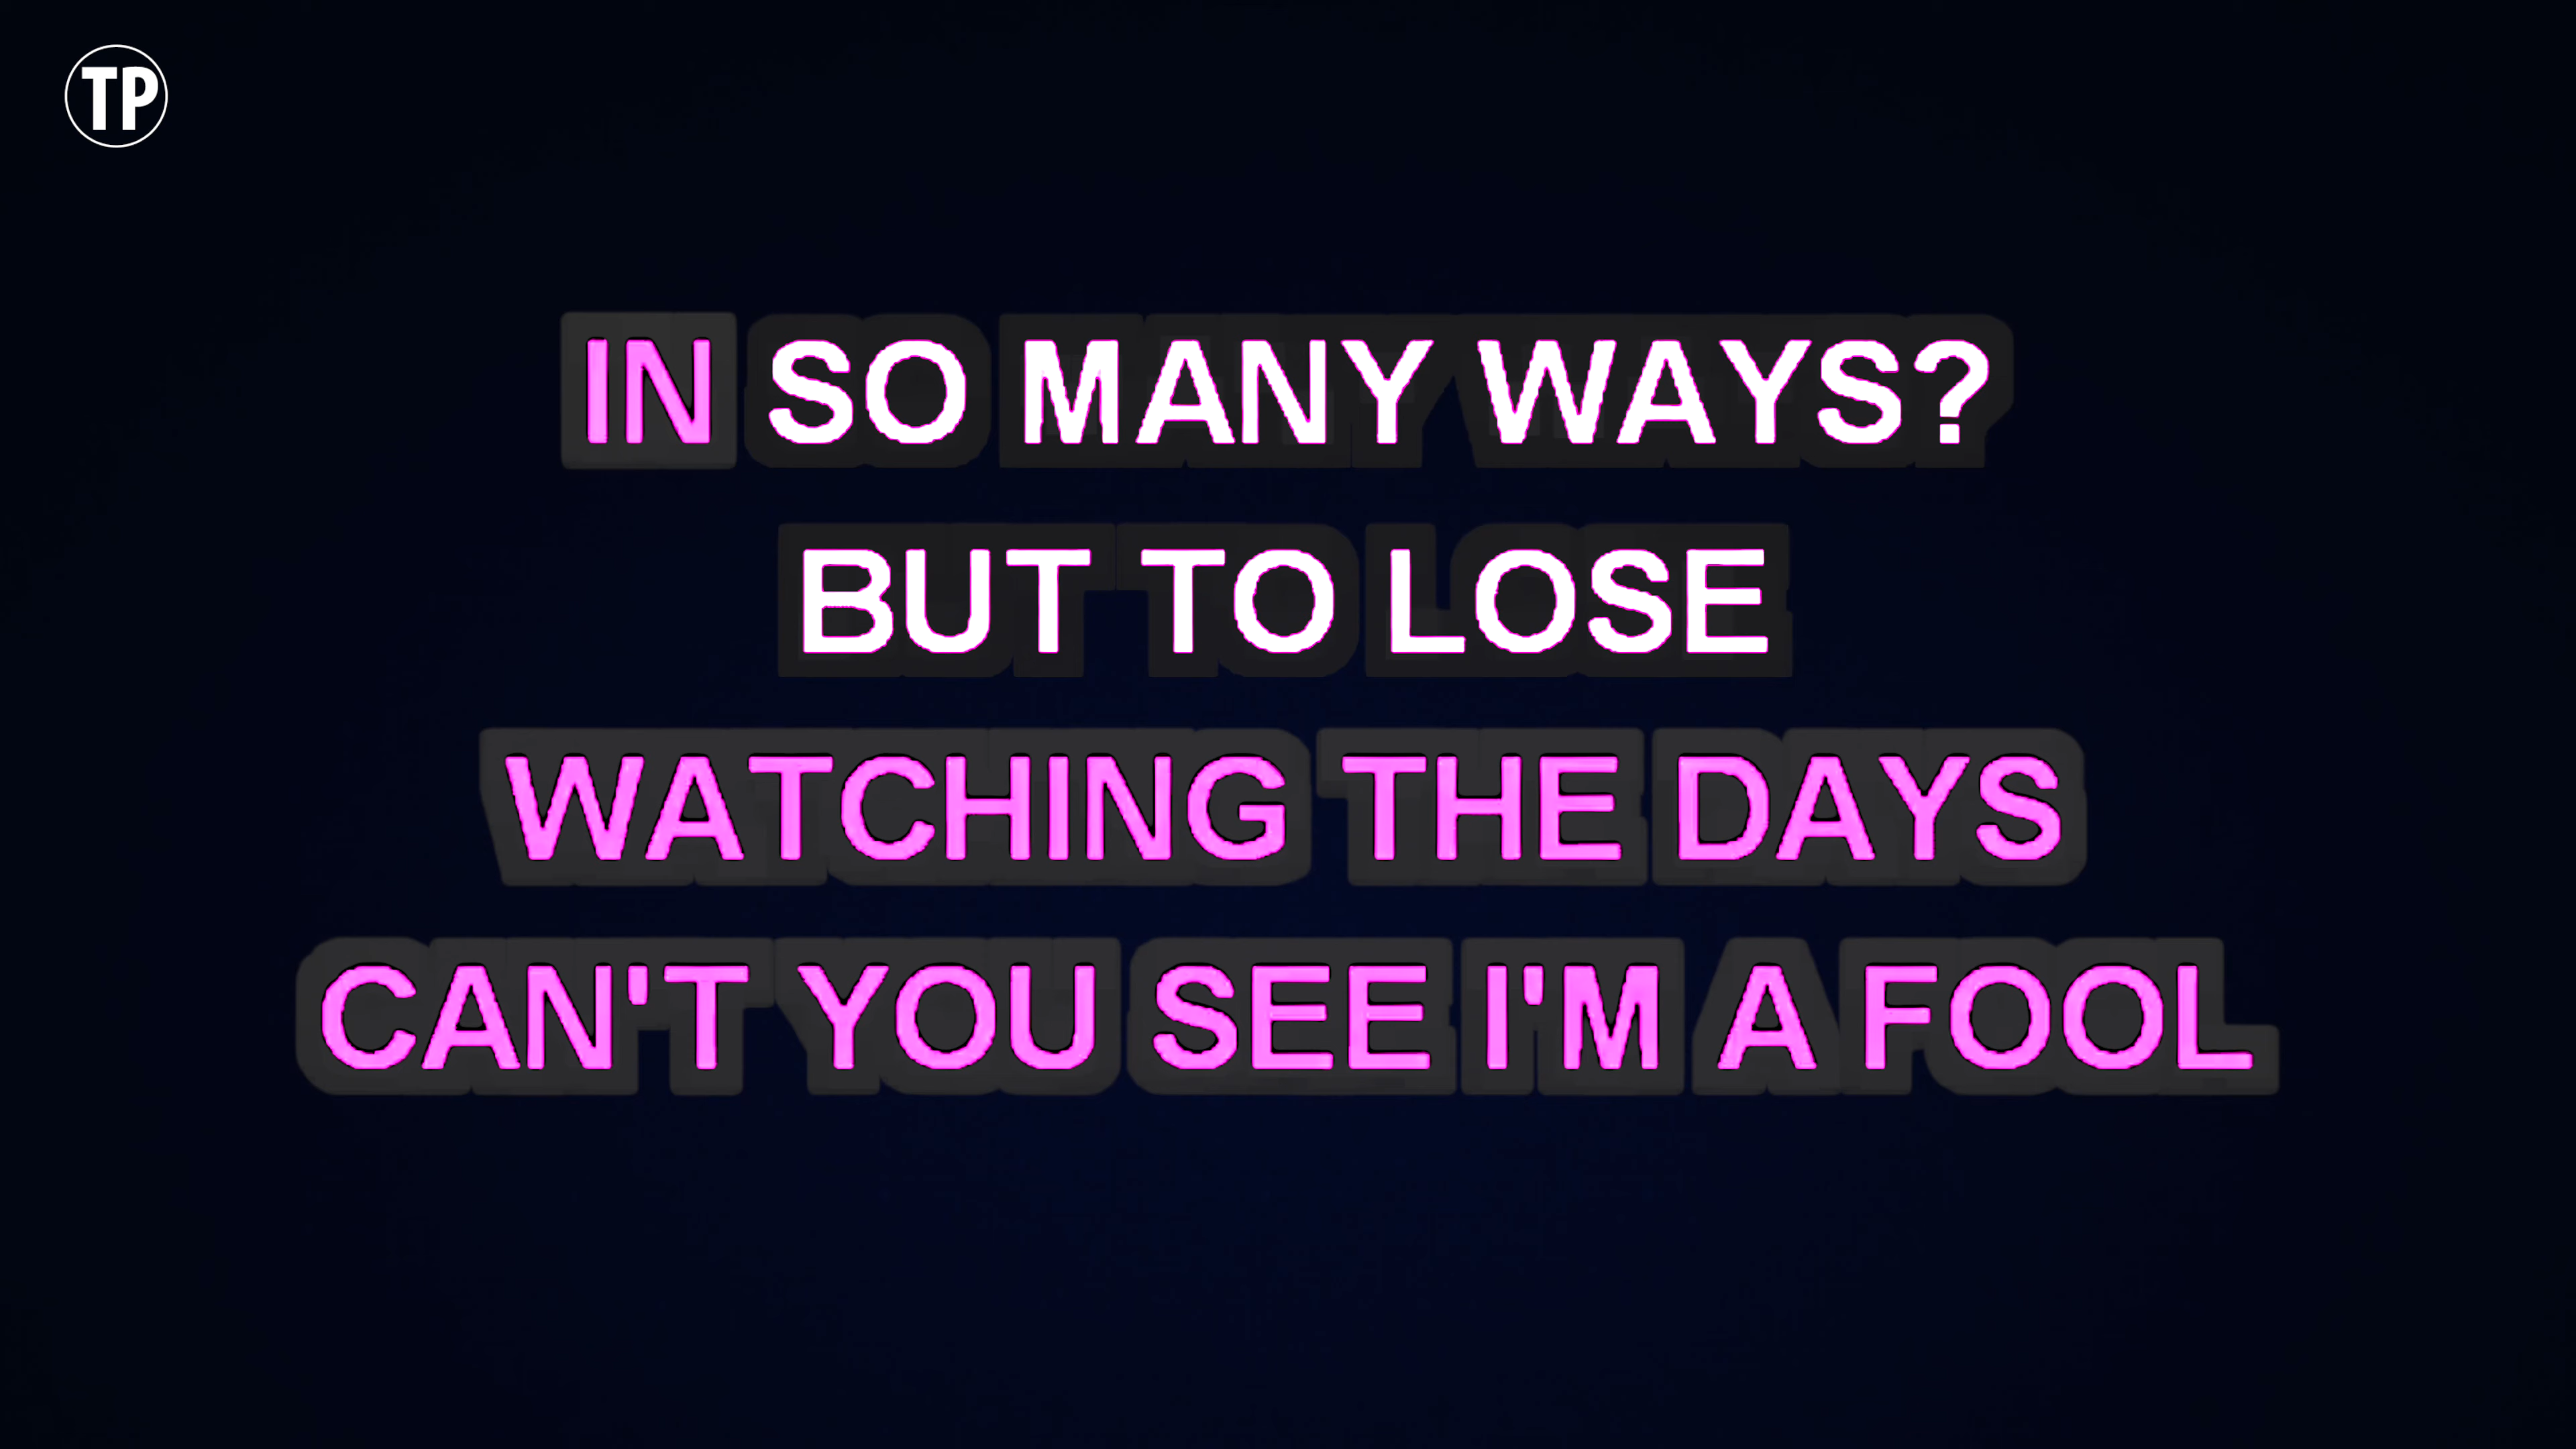 TP
IN SO MANY WAYS?
BUT TO LOSE
WATCHING THE DAYS
CAN'T YOU SEE I'M A FOOL